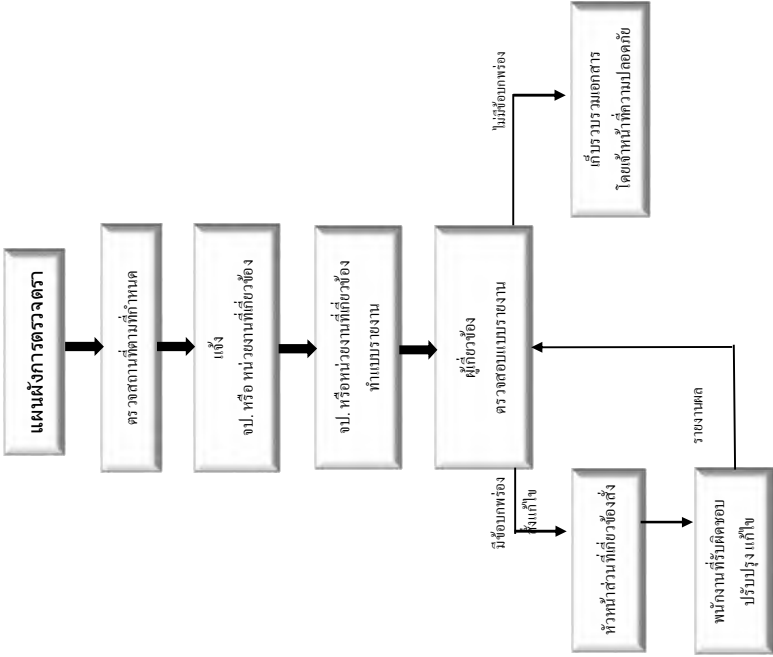 แผนผังการตรวจตรา
ตรวจสถานที่ตามที่กำหนด
แจ้ง
จป. หรือ หน่วยงานที่เกี่ยวข้อง
จป. หรือหน่วยงานที่เกี่ยวข้อง
ทำแบบรายงาน
ผู้เกี่ยวข้อง
ตรวจสอบแบบรายงาน
ไม่มีข้อบกพร่อง
เก็บรวบรวมเอกสาร
โดยเจ้าหน้าที่ความปลอดภัย
มีข้อบกพร่อง
สั่งแก้ไข
หัวหน้าส่วนที่เกี่ยวข้องสั่ง
พนักงานที่รับผิดชอบ
ปรับปรุง แก้ไข
รายงานผล